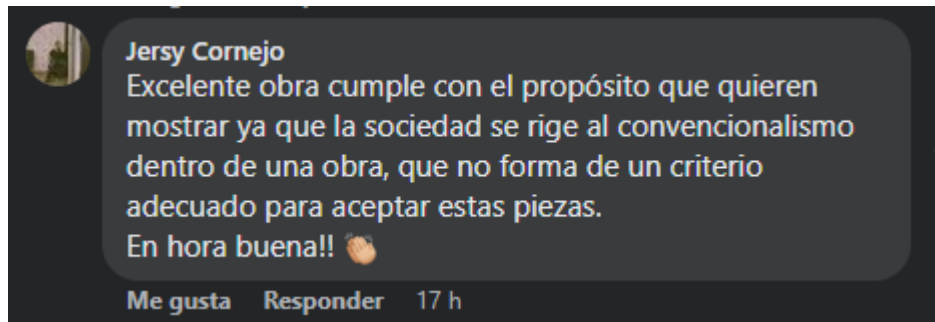 Jersy Cornejo
Excelente obra cumple con el propósito que quieren
mostrar ya que la sociedad se rige al convencionalismo
dentro de una obra, que no forma de un criterio
adecuado para aceptar estas piezas.
En hora buena!! 👏🏼
Me gusta Responder 17 h